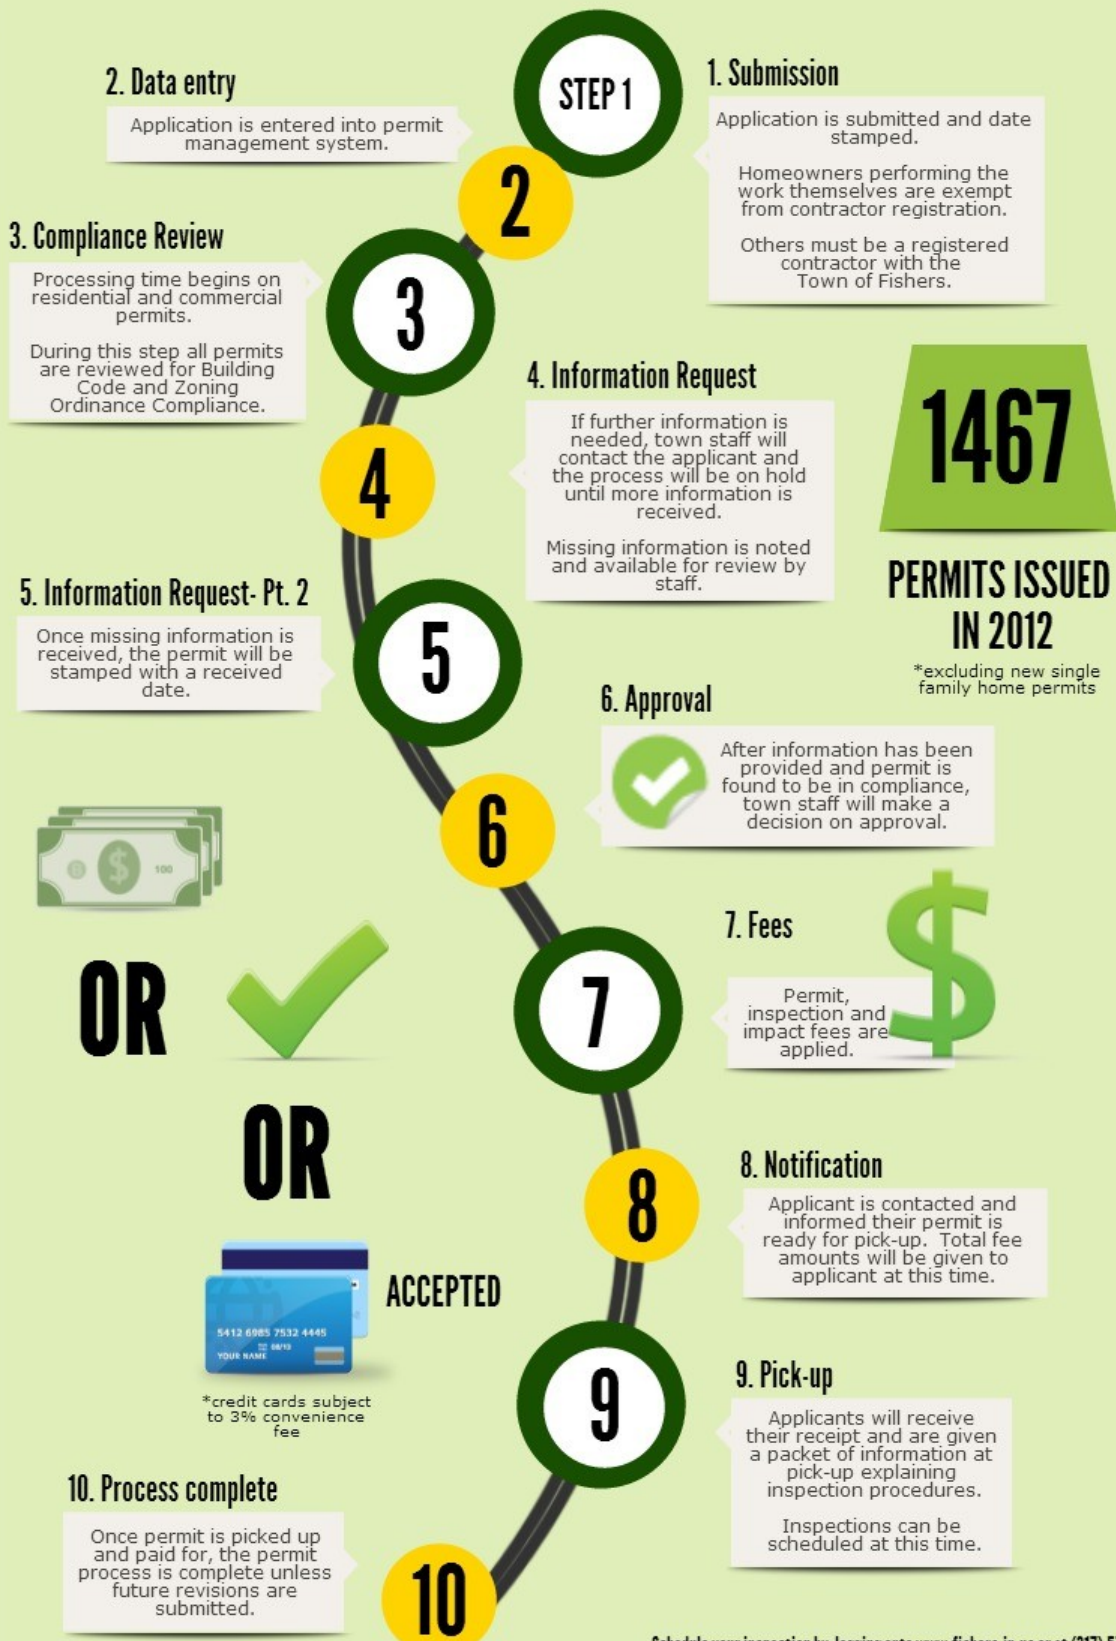 STEP 1
1. Submission
Application is submitted and date
stamped.
Homeowners performing the
work themselves are exempt
from contractor registration.
Others must be a registered
contractor with the
Town of Fishers.
2. Data entry
Application is entered into permit
management system.
2
3. Compliance Review
Processing time begins on
residential and commercial
permits.
During this step all permits
are reviewed for Building
Code and Zoning
Ordinance Compliance.
3
4. Information Request
If further information is
needed, town staff will
contact the applicant and
the process will be on hold
until more information is
received.
Missing information is noted
and available for review by
staff.
4
1467
PERMITS ISSUED
IN 2012
*excluding new single
family home permits
5. Information Request- Pt. 2
Once missing information is
received, the permit will be
stamped with a received
date.
5
6. Approval
After information has been
provided and permit is
found to be in compliance,
town staff will make a
decision on approval.
6
$ 100
OR
OR
7. Fees
Permit,
inspection and
impact fees are
applied.
$
7
8. Notification
Applicant is contacted and
informed their permit is
ready for pick-up. Total fee
amounts will be given to
applicant at this time.
8
5412 6985 7532 4445
08/13
YOUR NAME
ACCEPTED
*credit cards subject
to 3% convenience
fee
9. Pick-up
Applicants will receive
their receipt and are given
a packet of information at
pick-up explaining
inspection procedures.
Inspections can be
scheduled at this time.
9
10. Process complete
Once permit is picked up
and paid for, the permit
process is complete unless
future revisions are
submitted.
10